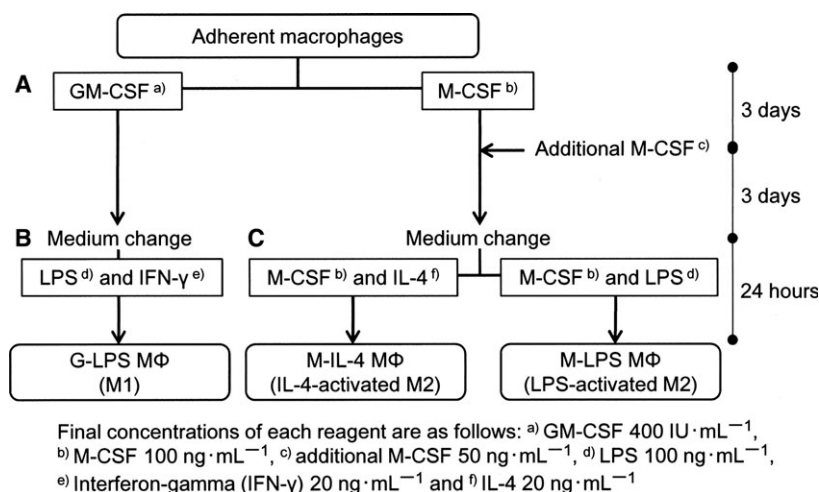 Adherent macrophages
A
GM-CSF a)
M-CSF b)
3 days
Additional M-CSF c)
3 days
B
Medium change
C
Medium change
LPS d) and IFN-γ e)
M-CSF b) and IL-4 f)
M-CSF b) and LPS d)
24 hours
G-LPS MΦ
(M1)
M-IL-4 MΦ
(IL-4-activated M2)
M-LPS MΦ
(LPS-activated M2)
Final concentrations of each reagent are as follows: a) GM-CSF 400 IU·mL⁻¹,
b) M-CSF 100 ng·mL⁻¹, c) additional M-CSF 50 ng·mL⁻¹, d) LPS 100 ng·mL⁻¹,
e) Interferon-gamma (IFN-γ) 20 ng·mL⁻¹ and f) IL-4 20 ng·mL⁻¹